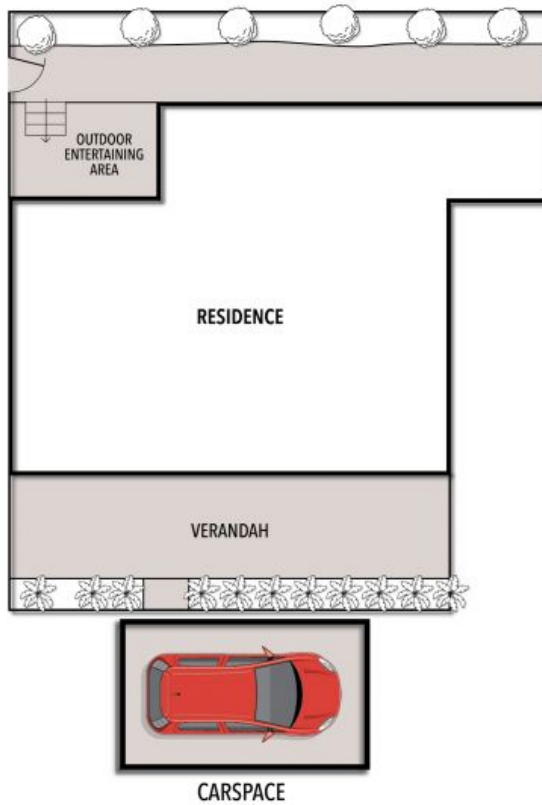 OUTDOOR
ENTERTAINING
AREA
RESIDENCE
VERANDAH
CARSPACE